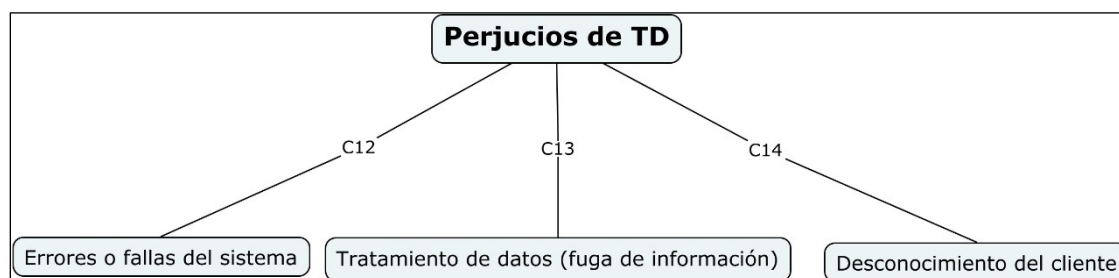 Perjucios de TD
C12
C13
C14
Errores o fallas del sistema
Tratamiento de datos (fuga de información)
Desconocimiento del cliente